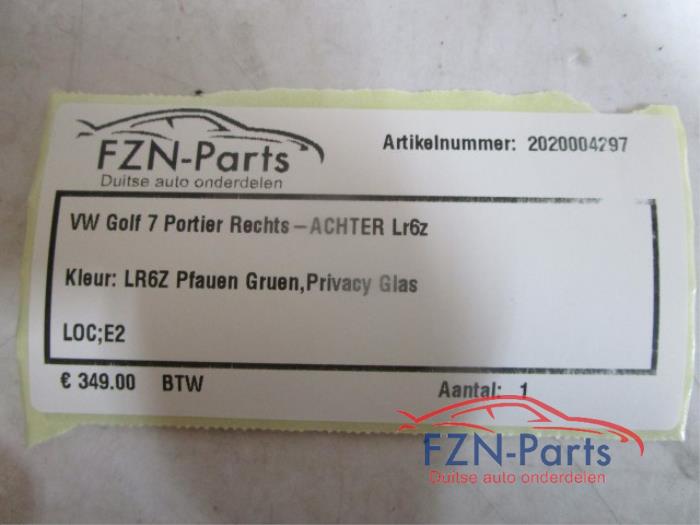 FZN-Parts
Duitse auto onderdelen
Artikelnummer: 2020004297
VW Golf 7 Portier Rechts-ACHTER Lr6z
Kleur: LR6Z Pfauen Gruen,Privacy Glas
LOC;E2
€ 349.00 BTW
Aantal: 1
FZN-Parts
Duitse auto onderdelen